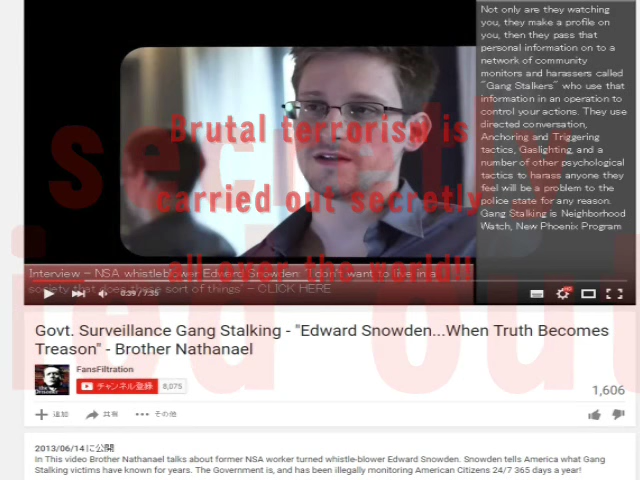 Not only are they watching
you, they make a profile on
you, then they pass that
personal information on to a
network of community
monitors and harassers called
"Gang Stalkers" who use that
information in an operation to
control your actions. They use
directed conversation,
Anchoring and Triggering
tactics, Gaslighting, and a
number of other psychological
tactics to harass anyone they
feel will be a problem to the
police state for any reason.
Gang Stalking is Neighborhood
Watch, New Phoenix Program
Brutal terrorism is
carried out secretly
all over the world!!
Interview - NSA whistleblower Edward Snowden: 'I don't want to live in a
society that does these sort of things' - CLICK HERE
0:39 / 7:35
Govt. Surveillance Gang Stalking - "Edward Snowden...When Truth Becomes
Treason" - Brother Nathanael
FansFiltration
チャンネル登録 8,075
1,606
追加 共有 その他
2013/06/14 に公開
In This video Brother Nathanael talks about former NSA worker turned whistle-blower Edward Snowden. Snowden tells America what Gang
Stalking victims have known for years. The Government is, and has been illegally monitoring American Citizens 24/7 365 days a year!